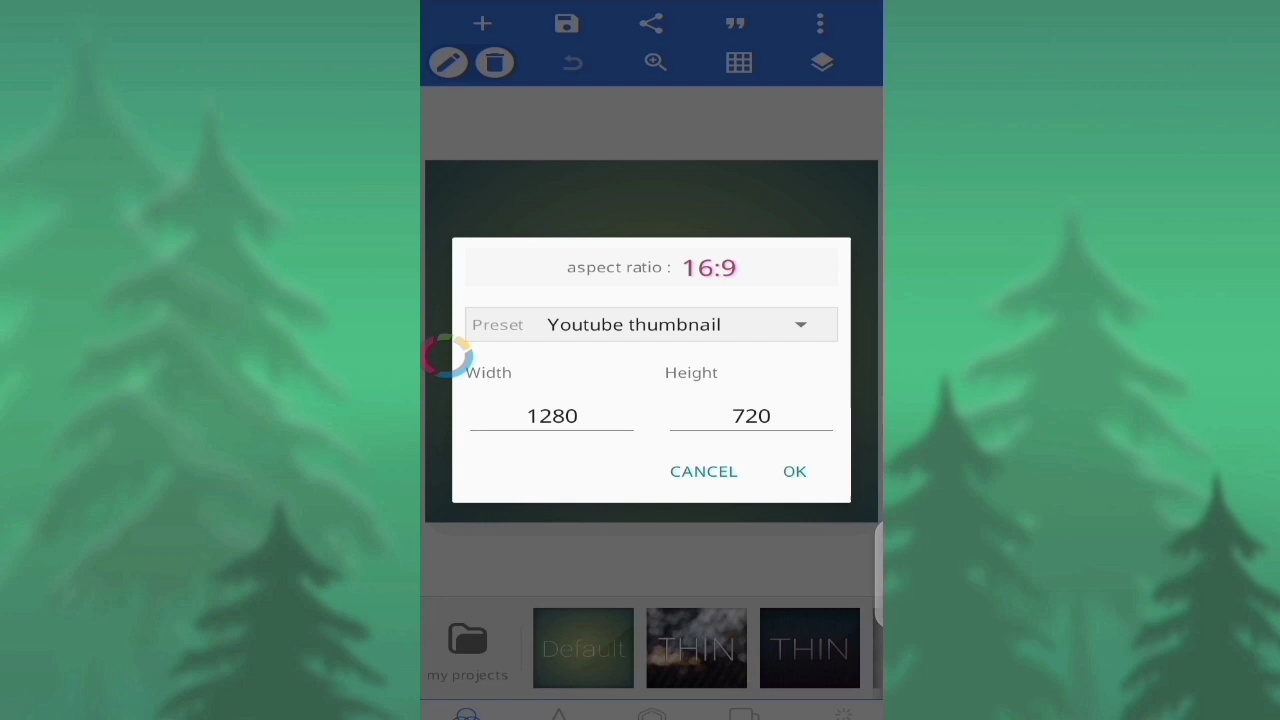 aspect ratio : 16:9
Preset Youtube thumbnail
Width Height
1280 720
CANCEL OK
Default THIN THIN
my projects